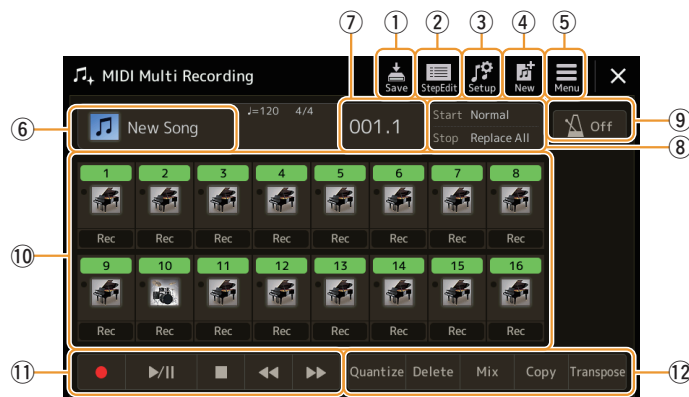 ⑦ ① ② ③ ④ ⑤
MIDI Multi Recording
Save StepEdit Setup New Menu
⑥ New Song
♩=120 4/4
001.1
Start Normal
Stop Replace All
Off ⑨
⑧
1 2 3 4 5 6 7 8
Rec Rec Rec Rec Rec Rec Rec Rec
⑩
9 10 11 12 13 14 15 16
Rec Rec Rec Rec Rec Rec Rec Rec
⑪ Quantize Delete Mix Copy Transpose ⑫